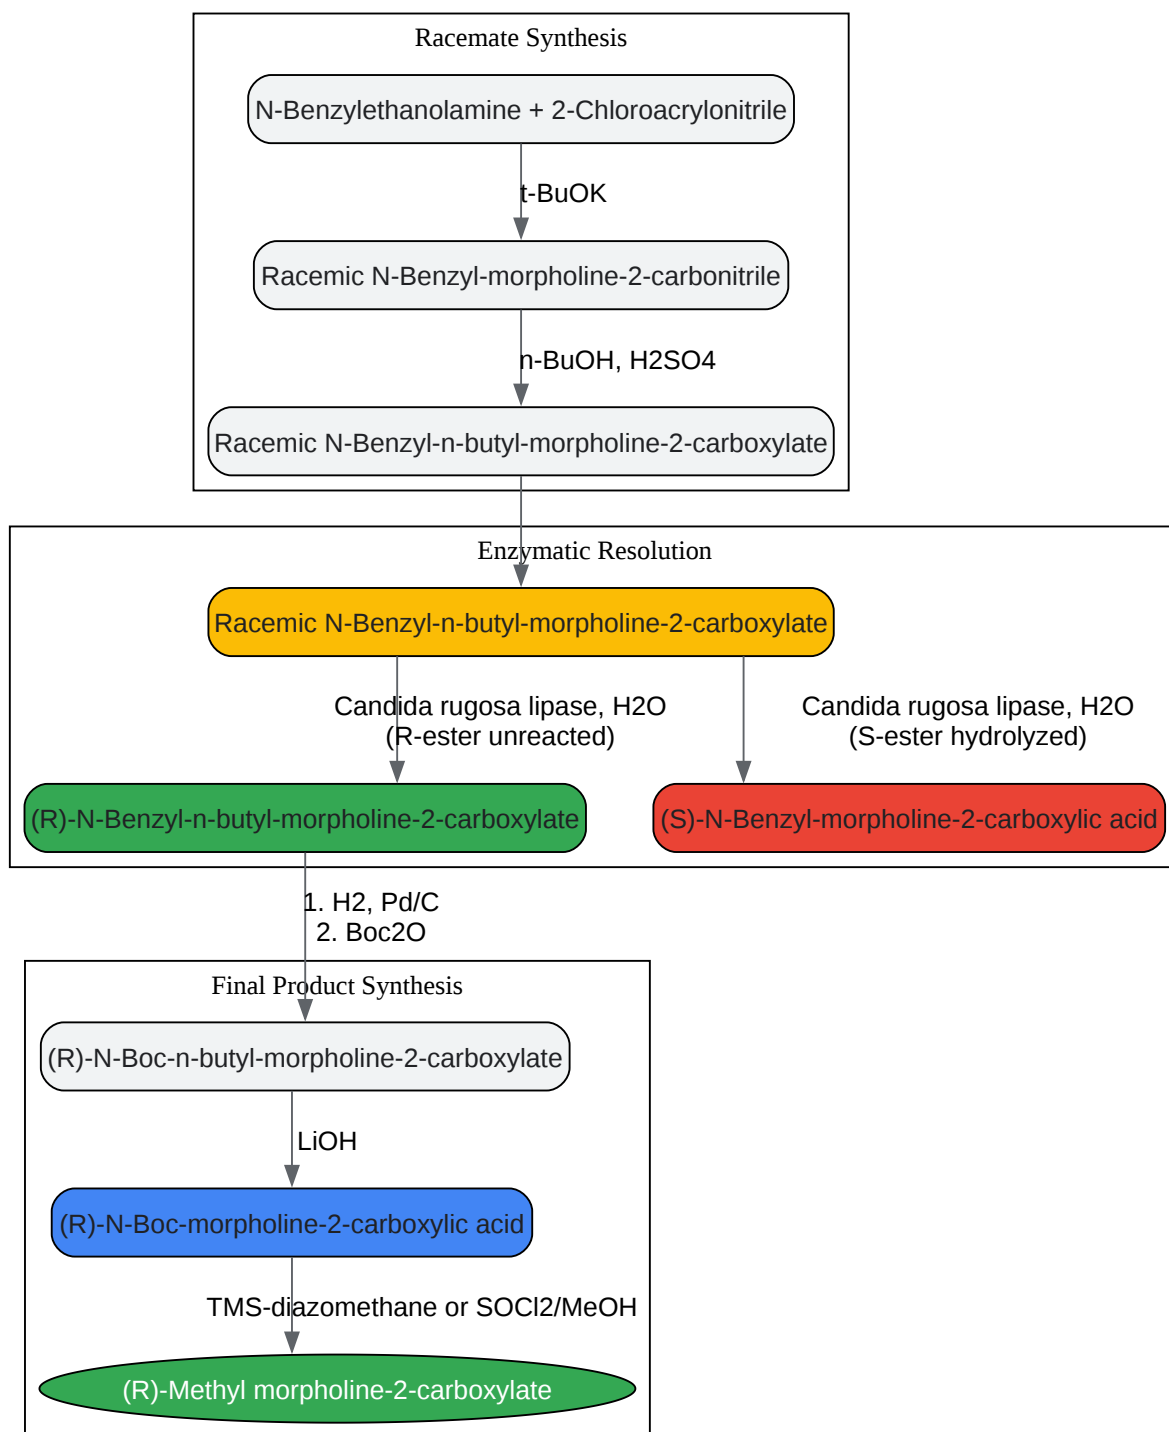 Racemate Synthesis
N-Benzylethanolamine + 2-Chloroacrylonitrile
t-BuOK
Racemic N-Benzyl-morpholine-2-carbonitrile
n-BuOH, H2SO4
Racemic N-Benzyl-n-butyl-morpholine-2-carboxylate
Enzymatic Resolution
Racemic N-Benzyl-n-butyl-morpholine-2-carboxylate
Candida rugosa lipase, H2O
(R-ester unreacted)
Candida rugosa lipase, H2O
(S-ester hydrolyzed)
(R)-N-Benzyl-n-butyl-morpholine-2-carboxylate
(S)-N-Benzyl-morpholine-2-carboxylic acid
1. H2, Pd/C
2. Boc2O
Final Product Synthesis
(R)-N-Boc-n-butyl-morpholine-2-carboxylate
LiOH
(R)-N-Boc-morpholine-2-carboxylic acid
TMS-diazomethane or SOCl2/MeOH
(R)-Methyl morpholine-2-carboxylate